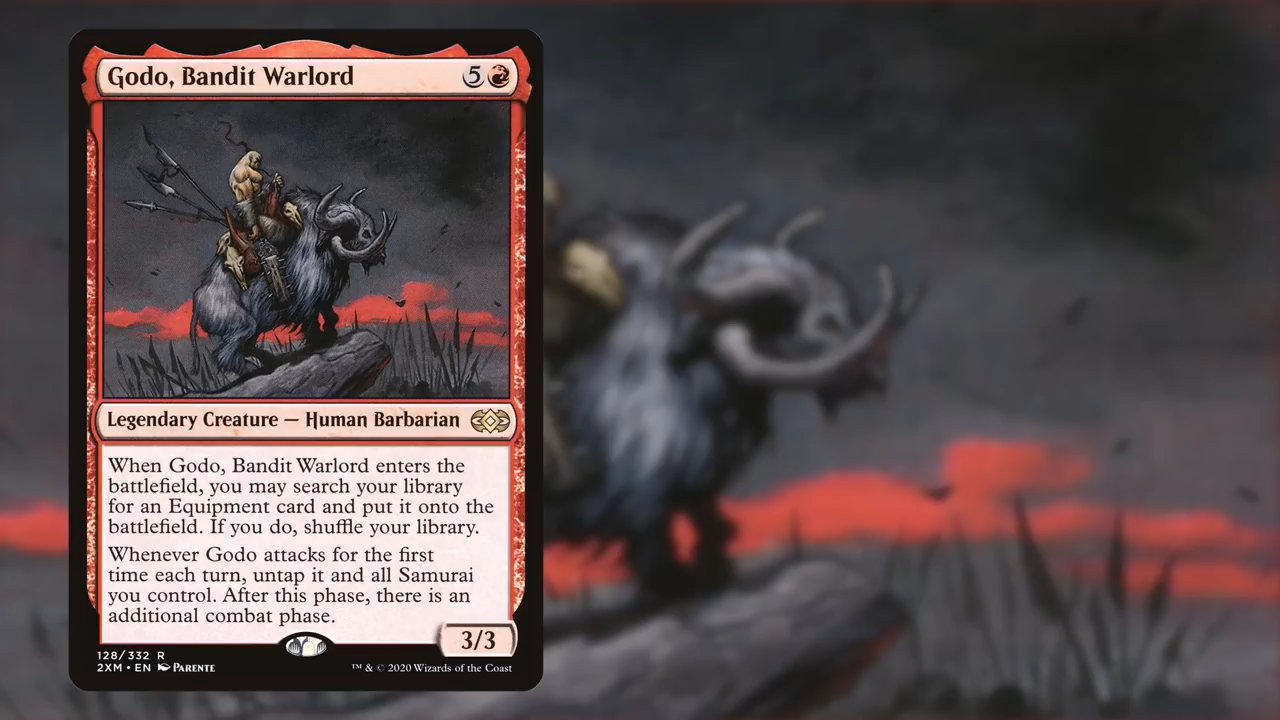 Godo, Bandit Warlord 5
Legendary Creature — Human Barbarian
When Godo, Bandit Warlord enters the
battlefield, you may search your library
for an Equipment card and put it onto the
battlefield. If you do, shuffle your library.
Whenever Godo attacks for the first
time each turn, untap it and all Samurai
you control. After this phase, there is an
additional combat phase.
3/3
128/332 R
2XM • EN Parente
™ & © 2020 Wizards of the Coast